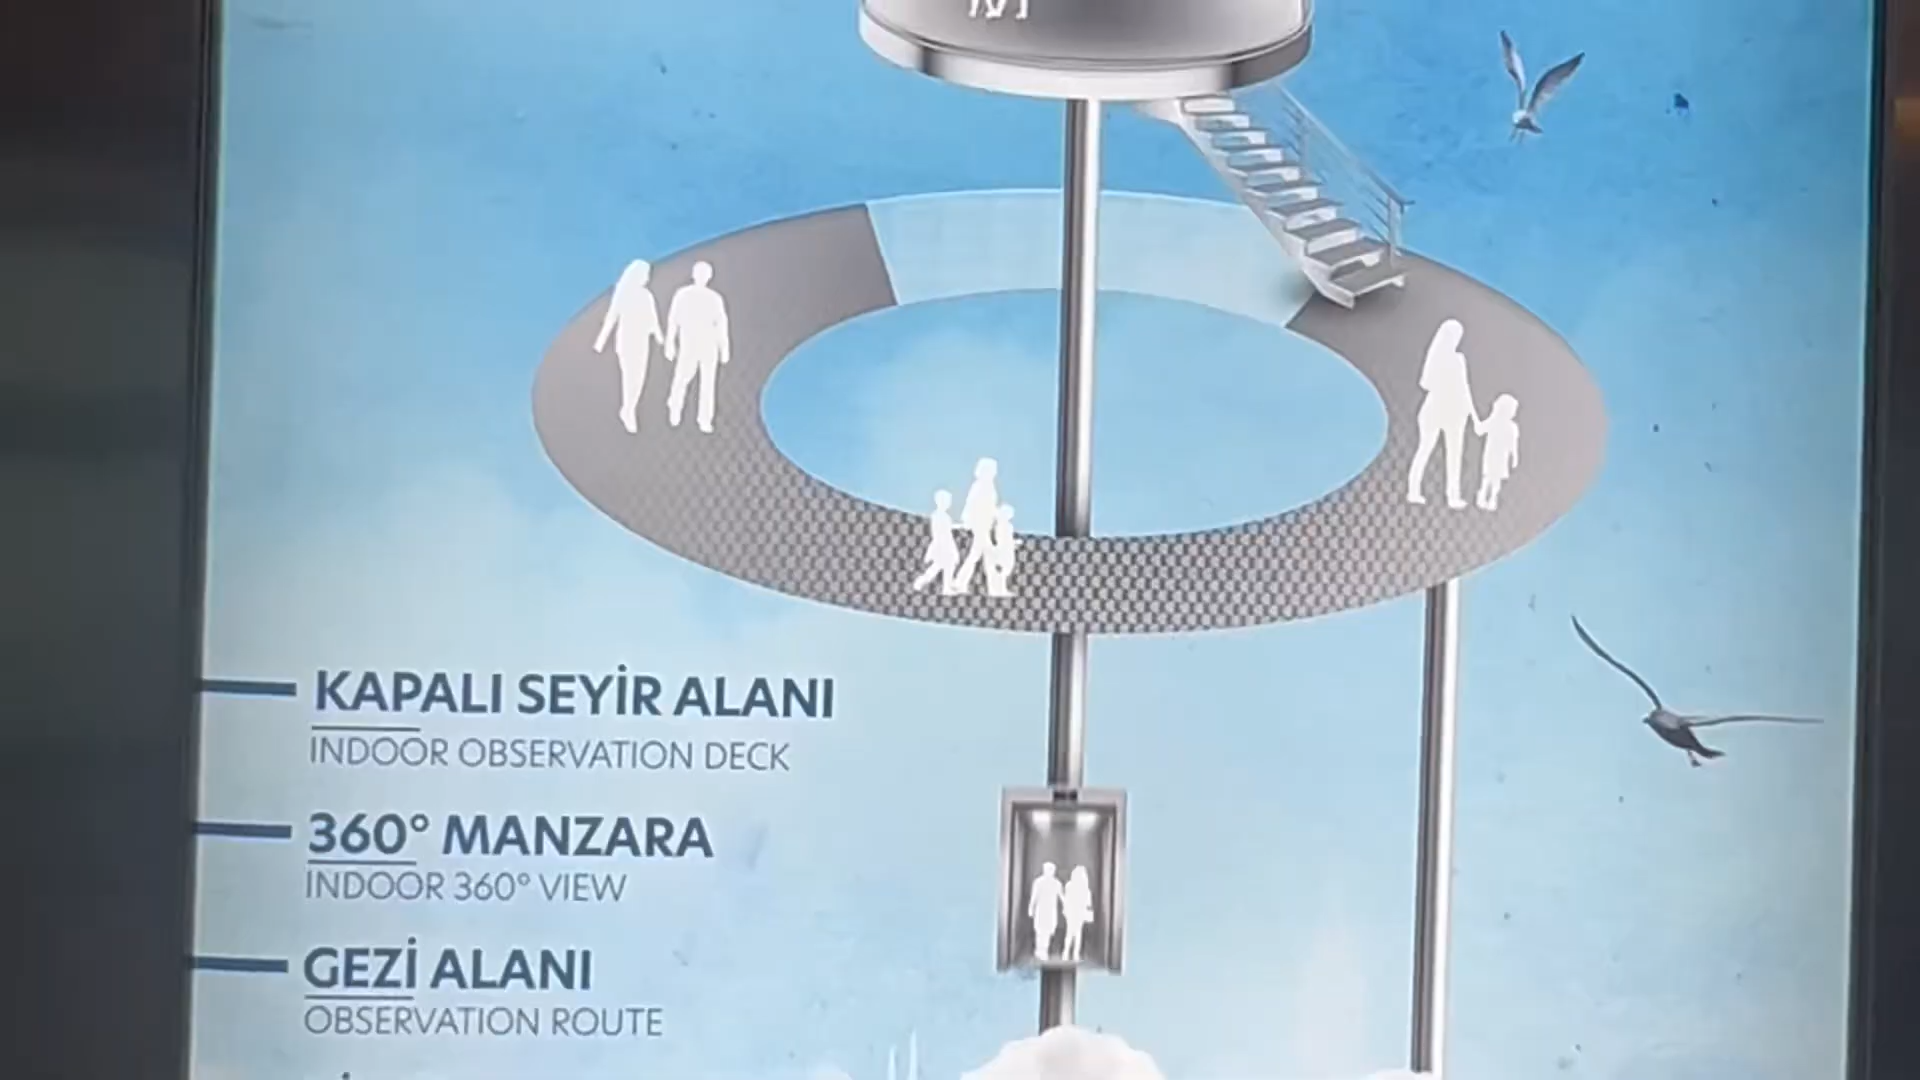 KAPALI SEYİR ALANI
INDOOR OBSERVATION DECK
360° MANZARA
INDOOR 360° VIEW
GEZİ ALANI
OBSERVATION ROUTE